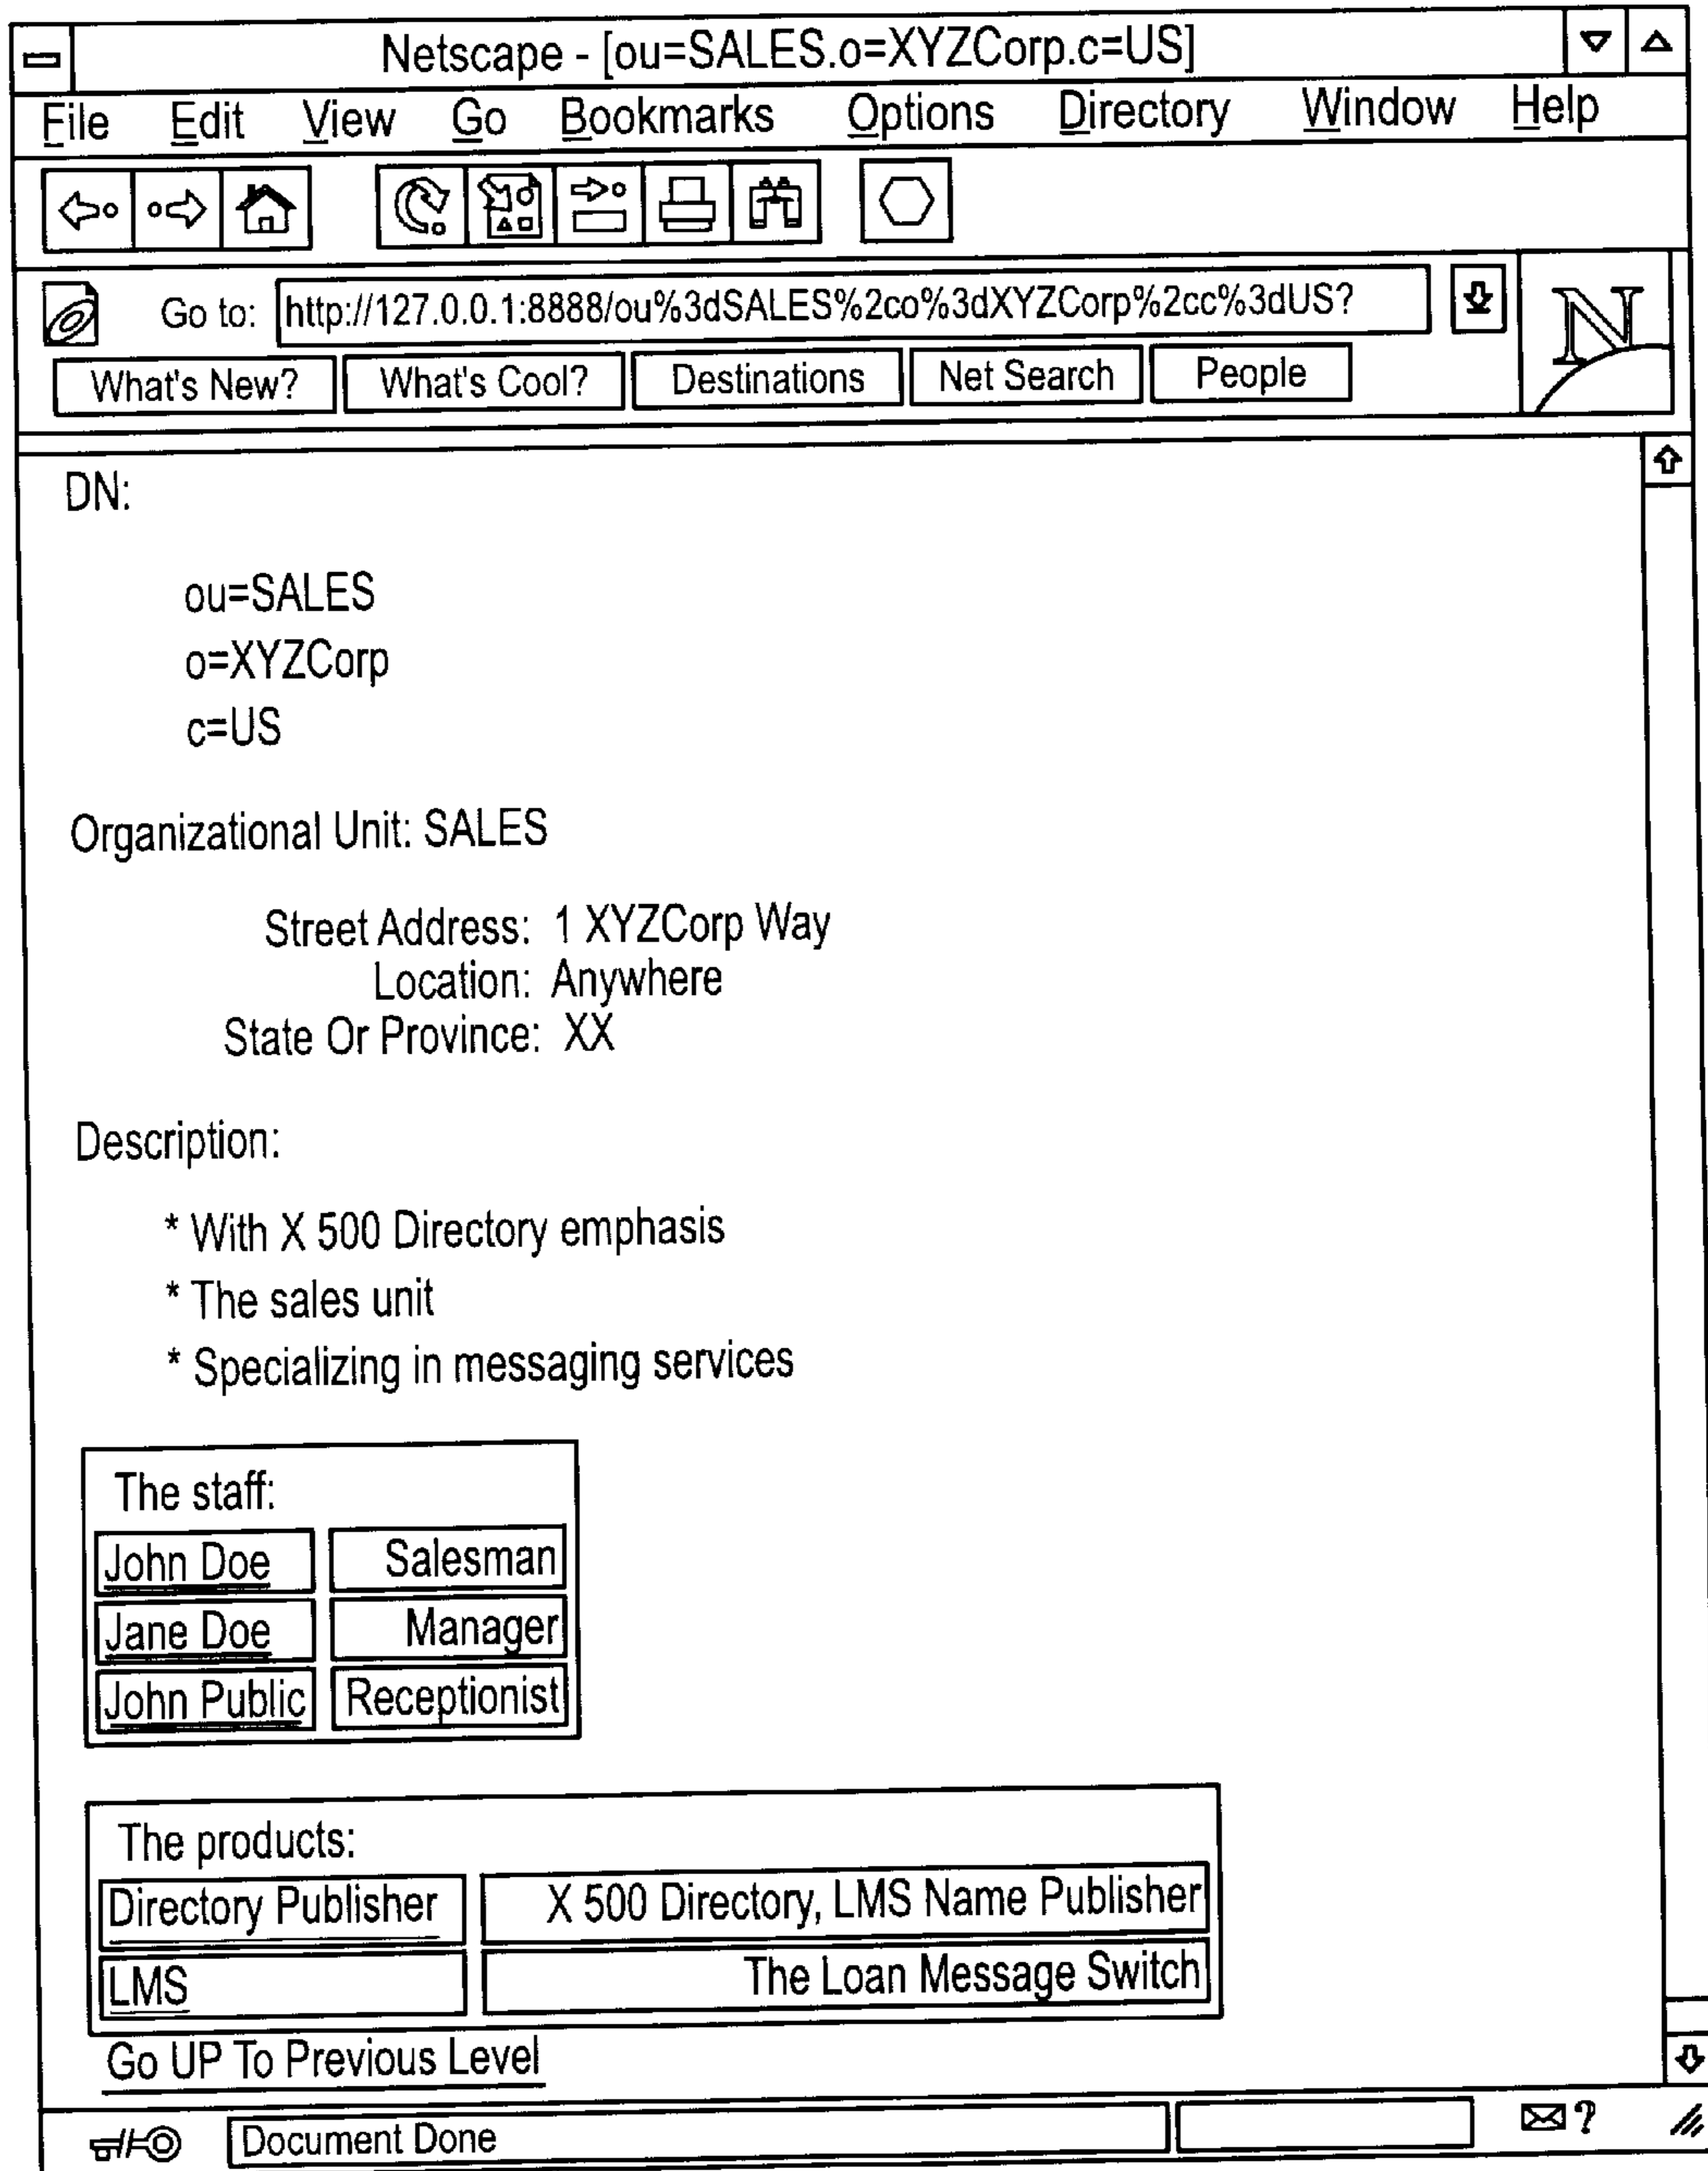 Netscape - [ou=SALES.o=XYZCorp.c=US]
File Edit View Go Bookmarks Options Directory Window Help
Go to: http://127.0.0.1:8888/ou%3dSALES%2co%3dXYZCorp%2cc%3dUS?
N
What's New? What's Cool? Destinations Net Search People
DN:
ou=SALES
o=XYZCorp
c=US
Organizational Unit: SALES
Street Address: 1 XYZCorp Way
Location: Anywhere
State Or Province: XX
Description:
* With X 500 Directory emphasis
* The sales unit
* Specializing in messaging services
The staff:
John Doe Salesman
Jane Doe Manager
John Public Receptionist
The products:
Directory Publisher X 500 Directory, LMS Name Publisher
LMS The Loan Message Switch
Go UP To Previous Level
Document Done ?